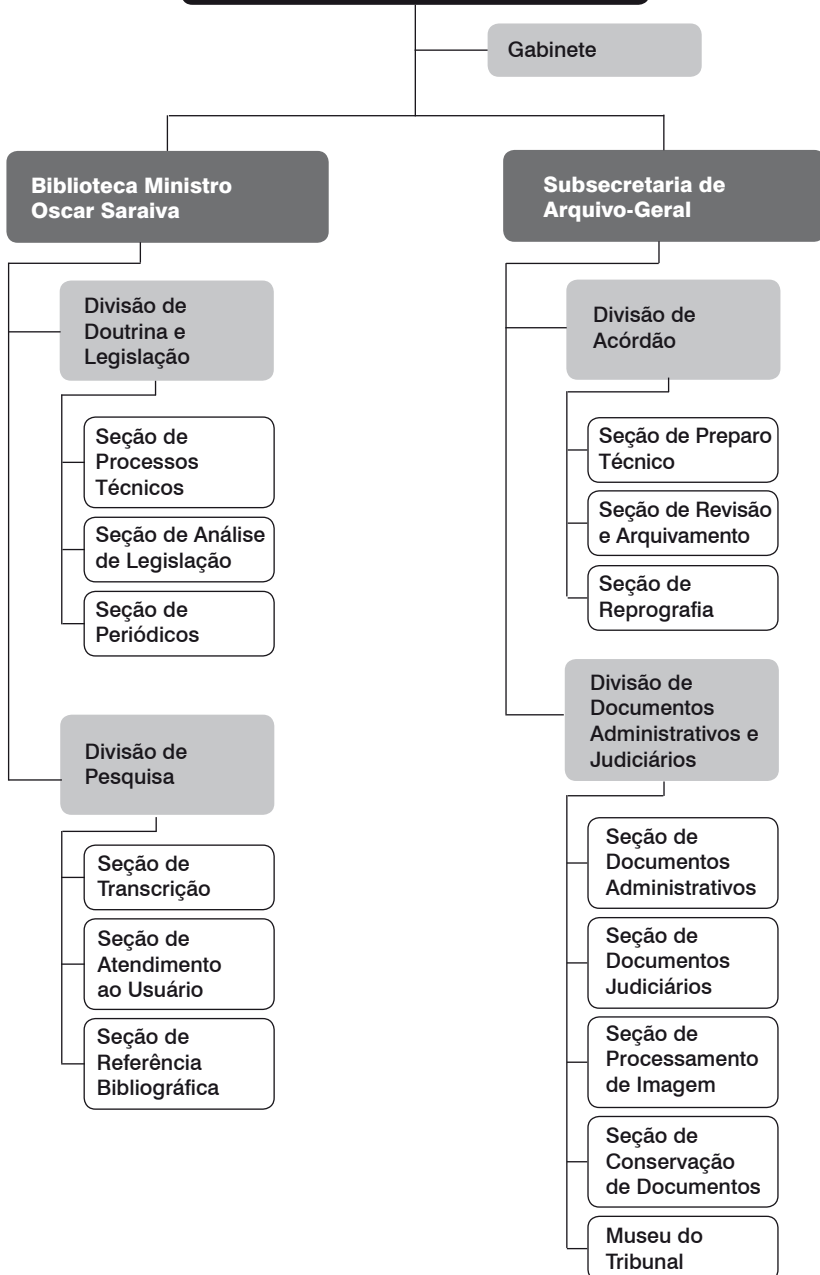 Gabinete
Biblioteca Ministro
Oscar Saraiva
Divisão de
Doutrina e
Legislação
Seção de
Processos
Técnicos
Seção de Análise
de Legislação
Seção de
Periódicos
Divisão de
Pesquisa
Seção de
Transcrição
Seção de
Atendimento
ao Usuário
Seção de
Referência
Bibliográfica
Subsecretaria de
Arquivo-Geral
Divisão de
Acórdão
Seção de Preparo
Técnico
Seção de Revisão
e Arquivamento
Seção de
Reprografia
Divisão de
Documentos
Administrativos e
Judiciários
Seção de
Documentos
Administrativos
Seção de
Documentos
Judiciários
Seção de
Processamento
de Imagem
Seção de
Conservação
de Documentos
Museu do
Tribunal